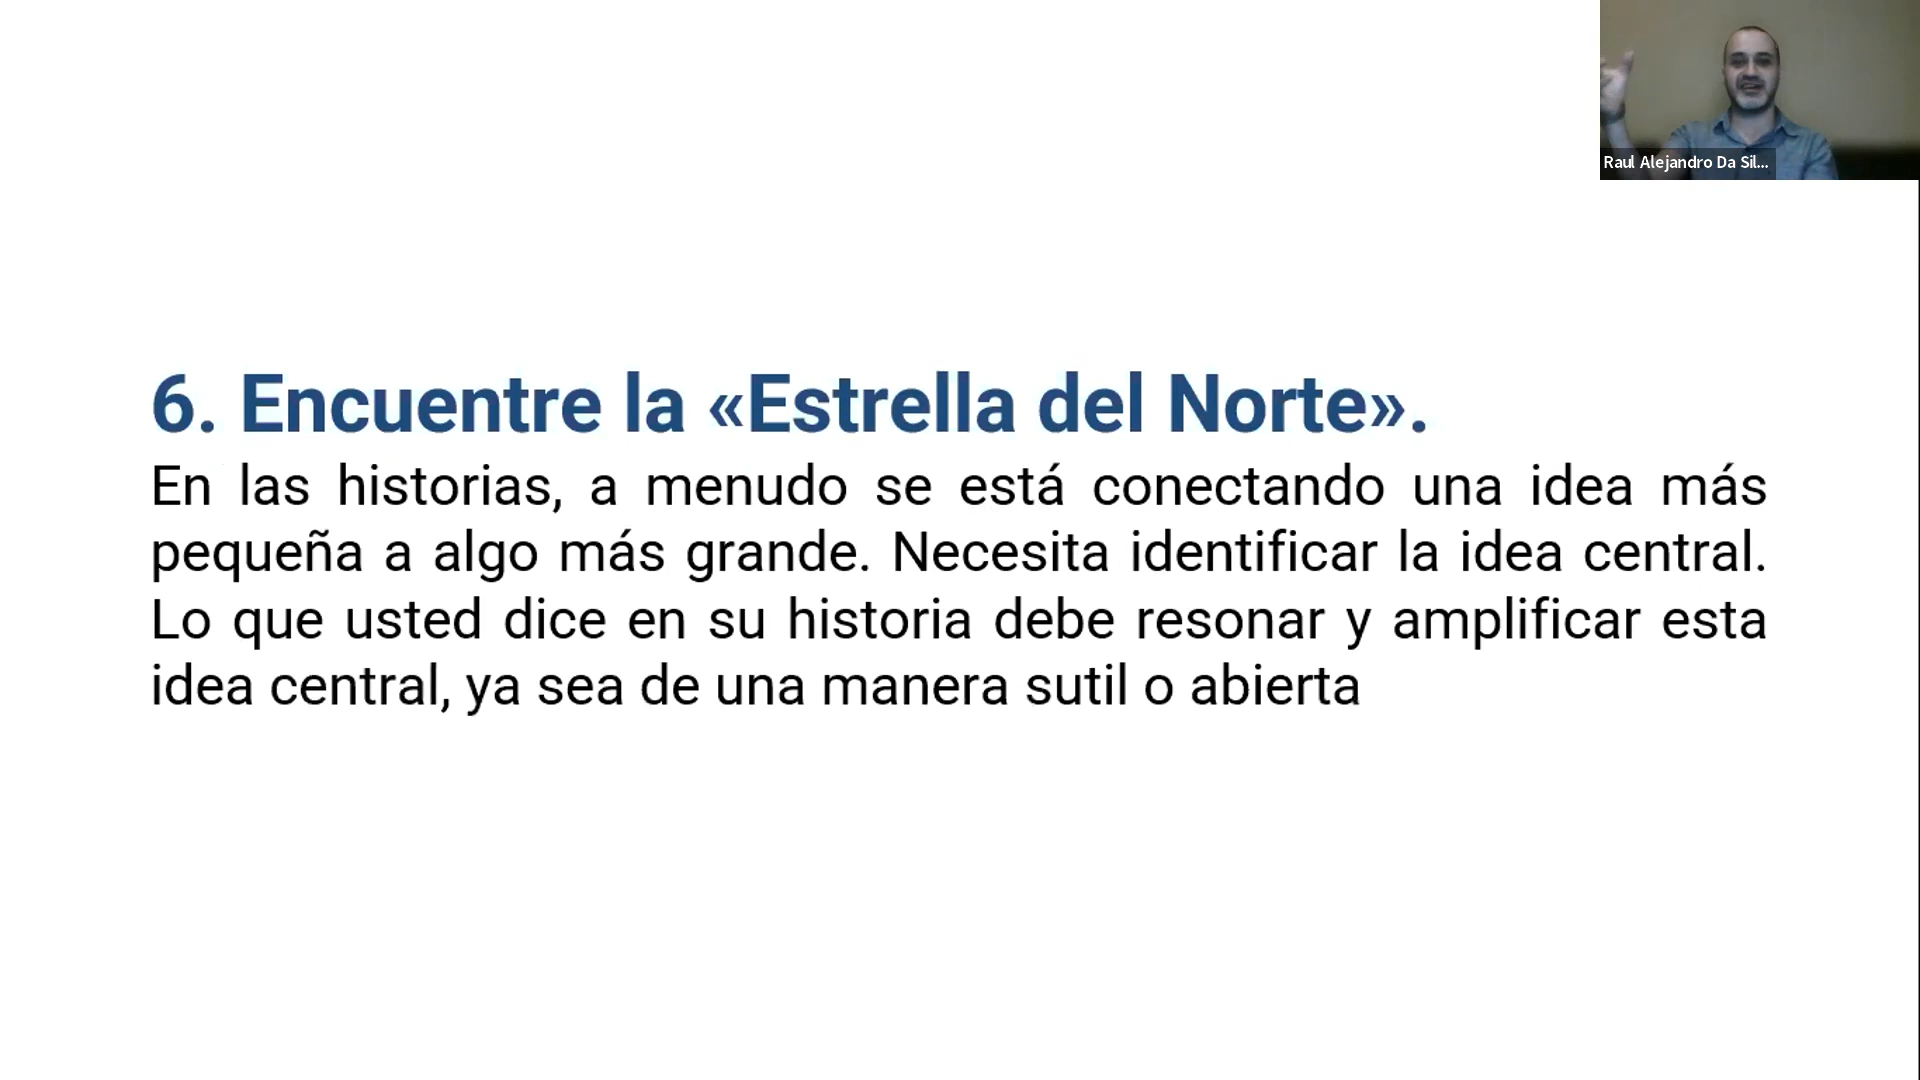 Raul Alejandro Da Sil...
6. Encuentre la «Estrella del Norte».
En las historias, a menudo se está conectando una idea más
pequeña a algo más grande. Necesita identificar la idea central.
Lo que usted dice en su historia debe resonar y amplificar esta
idea central, ya sea de una manera sutil o abierta